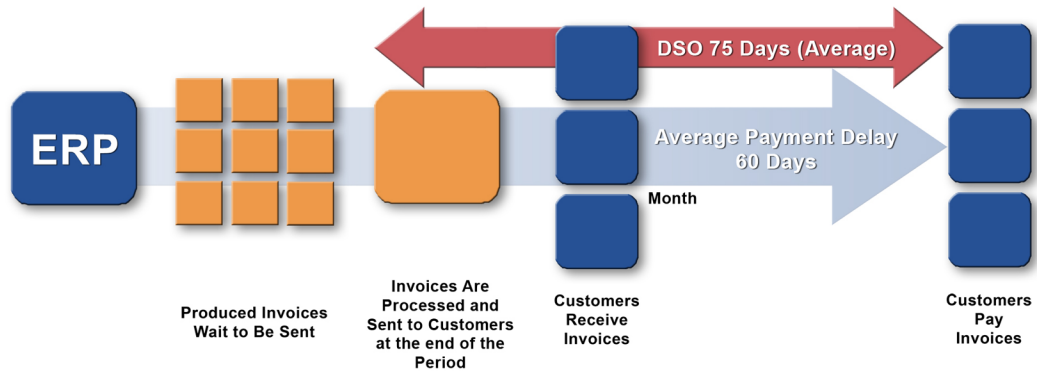 DSO 75 Days (Average)
ERP
Average Payment Delay
60 Days
Month
Produced Invoices
Wait to Be Sent
Invoices Are
Processed and
Sent to Customers
at the end of the
Period
Customers
Receive
Invoices
Customers
Pay
Invoices